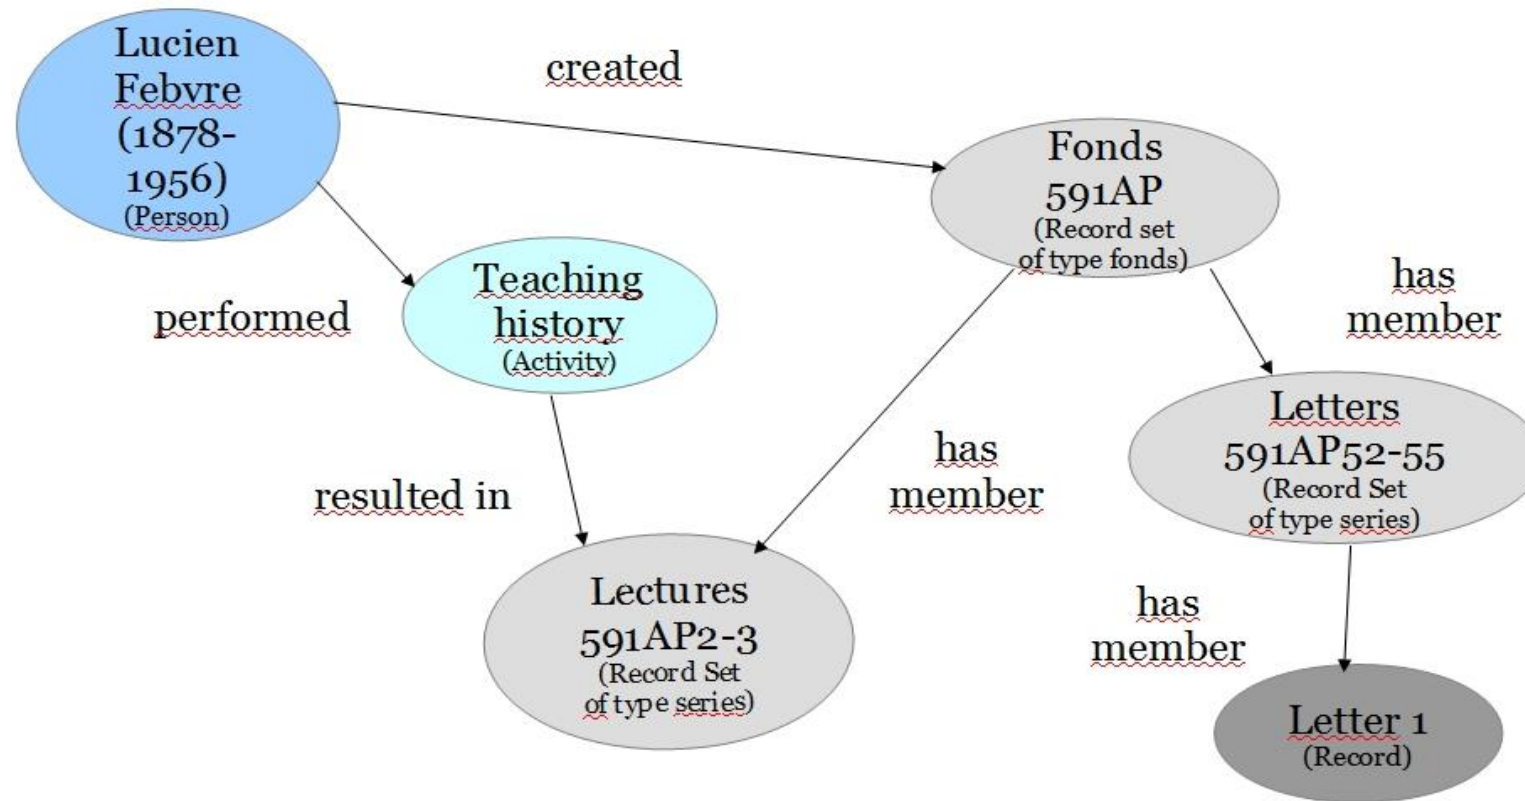 Lucien
Febvre
(1878-
1956)
(Person)
created
Fonds
591AP
(Record set
of type fonds)
performed
Teaching
history
(Activity)
has
member
Letters
591AP52-55
(Record Set
of type series)
has
member
resulted in
Lectures
591AP2-3
(Record Set
of type series)
has
member
Letter 1
(Record)